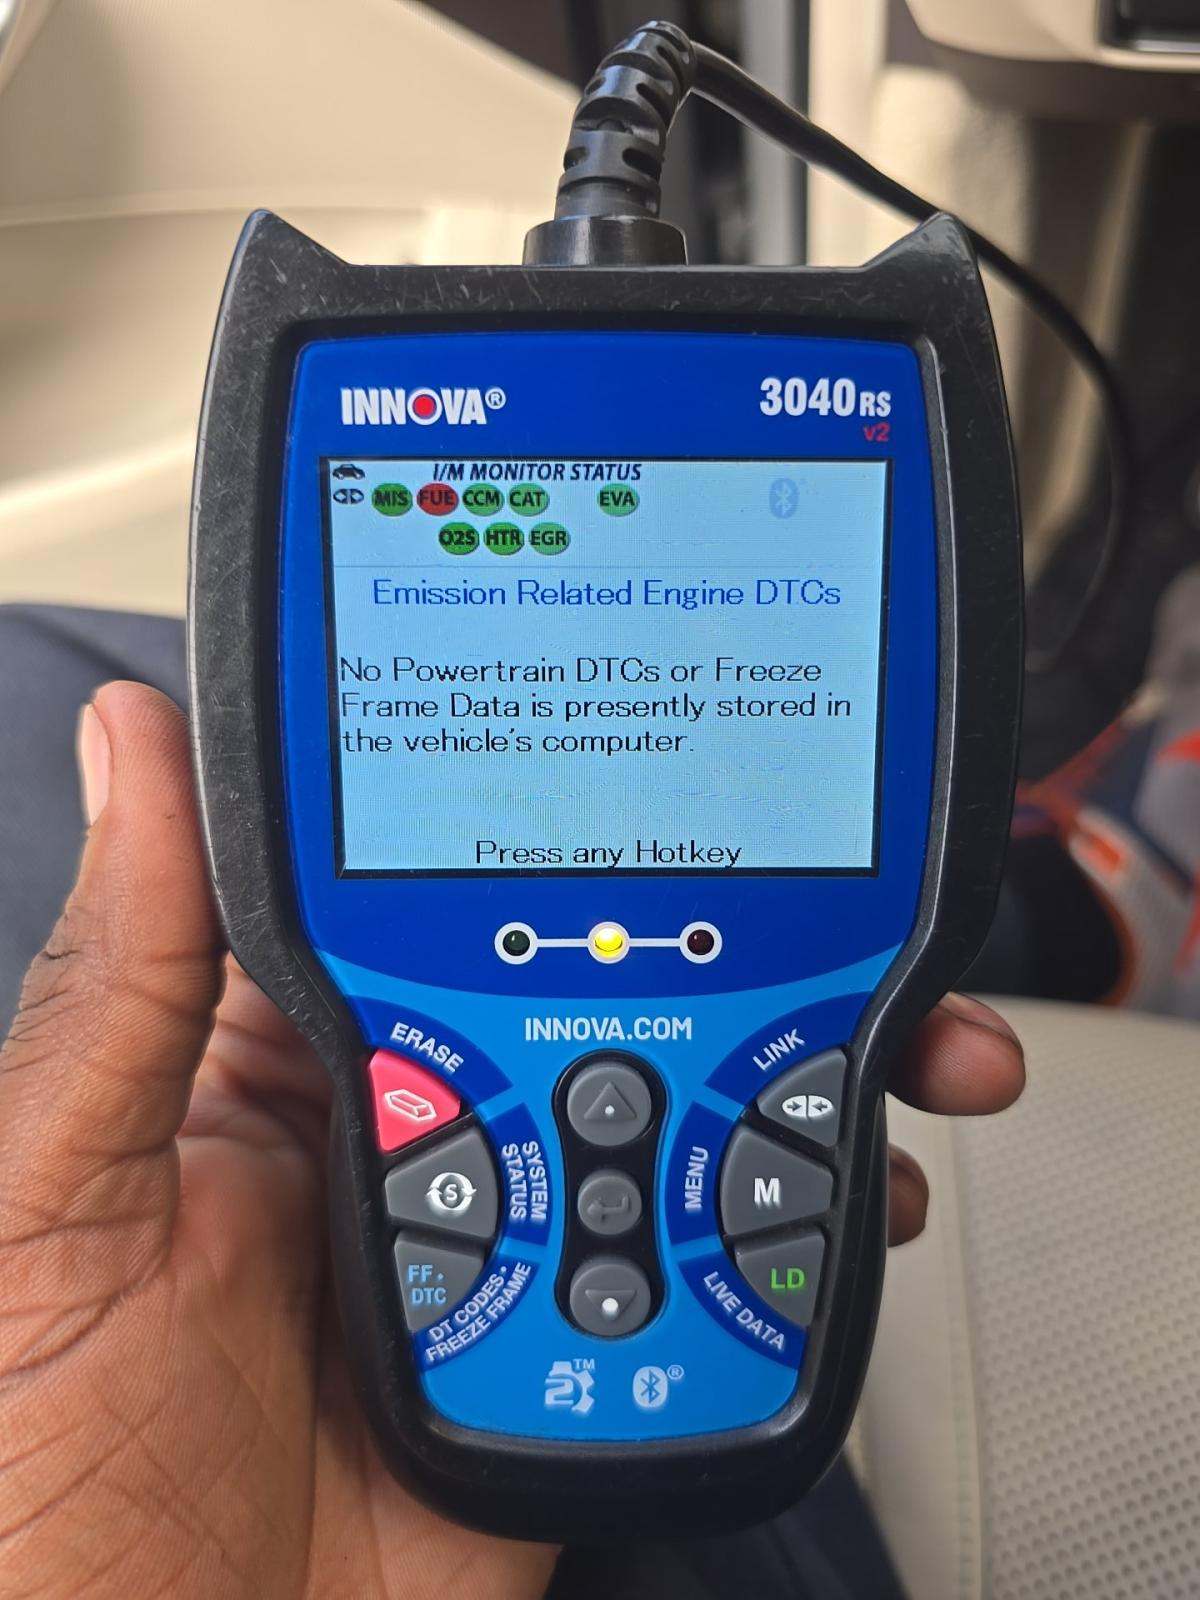 INNOVA®
3040RS
v2
I/M MONITOR STATUS
MIS FUE CCM CAT EVA
O2S HTR EGR
Emission Related Engine DTCs
No Powertrain DTCs or Freeze
Frame Data is presently stored in
the vehicle's computer.
Press any Hotkey
INNOVA.COM
ERASE
LINK
S
SYSTEM
STATUS
MENU
M
FF•
DTC
DT CODES•
FREEZE FRAME
LIVE DATA
LD
2™
®